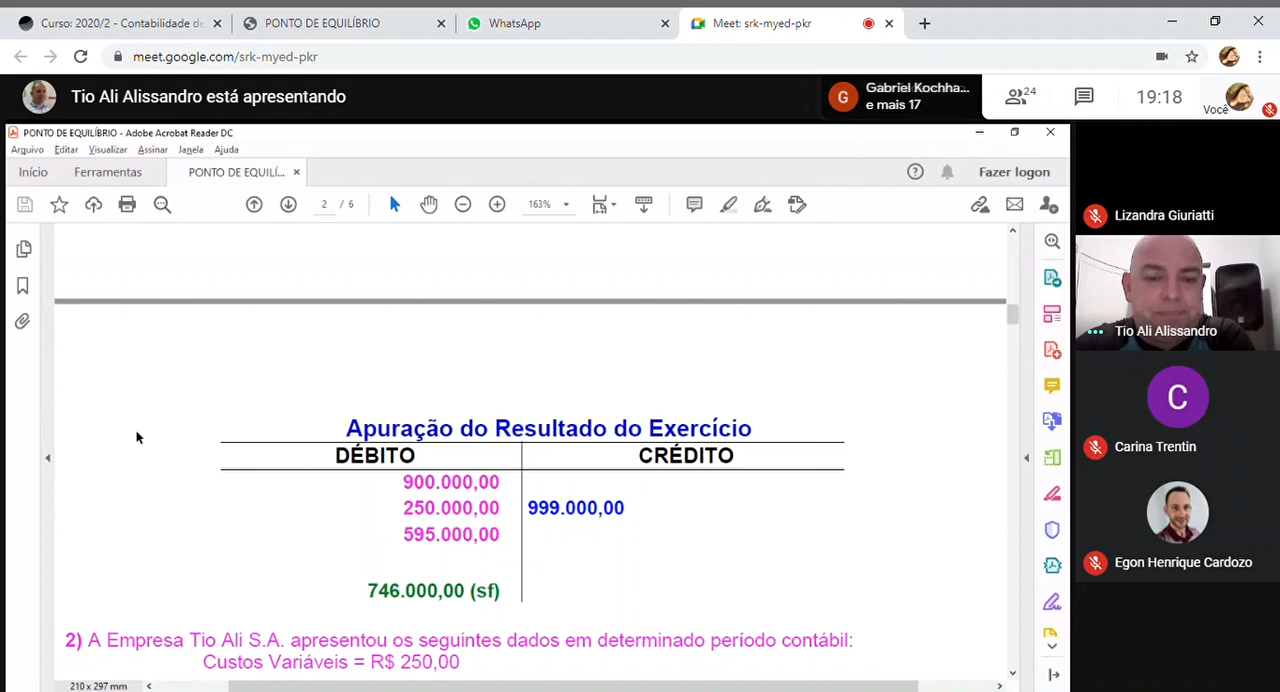 Curso: 2020/2 - Contabilidade de
PONTO DE EQUILÍBRIO
WhatsApp
Meet: srk-myed-pkr
meet.google.com/srk-myed-pkr
Tio Ali Alissandro está apresentando
G
Gabriel Kochha...
e mais 17
24
19:18
Você
PONTO DE EQUILÍBRIO - Adobe Acrobat Reader DC
Arquivo Editar Visualizar Assinar Janela Ajuda
Início Ferramentas PONTO DE EQUILÍ... Fazer logon
2 / 6 163%
Lizandra Giuriatti
Tio Ali Alissandro
C
Carina Trentin
Egon Henrique Cardozo
Apuração do Resultado do Exercício
DÉBITO CRÉDITO
900.000,00
250.000,00 999.000,00
595.000,00
746.000,00 (sf)
2) A Empresa Tio Ali S.A. apresentou os seguintes dados em determinado período contábil:
Custos Variáveis = R$ 250,00
210 x 297 mm